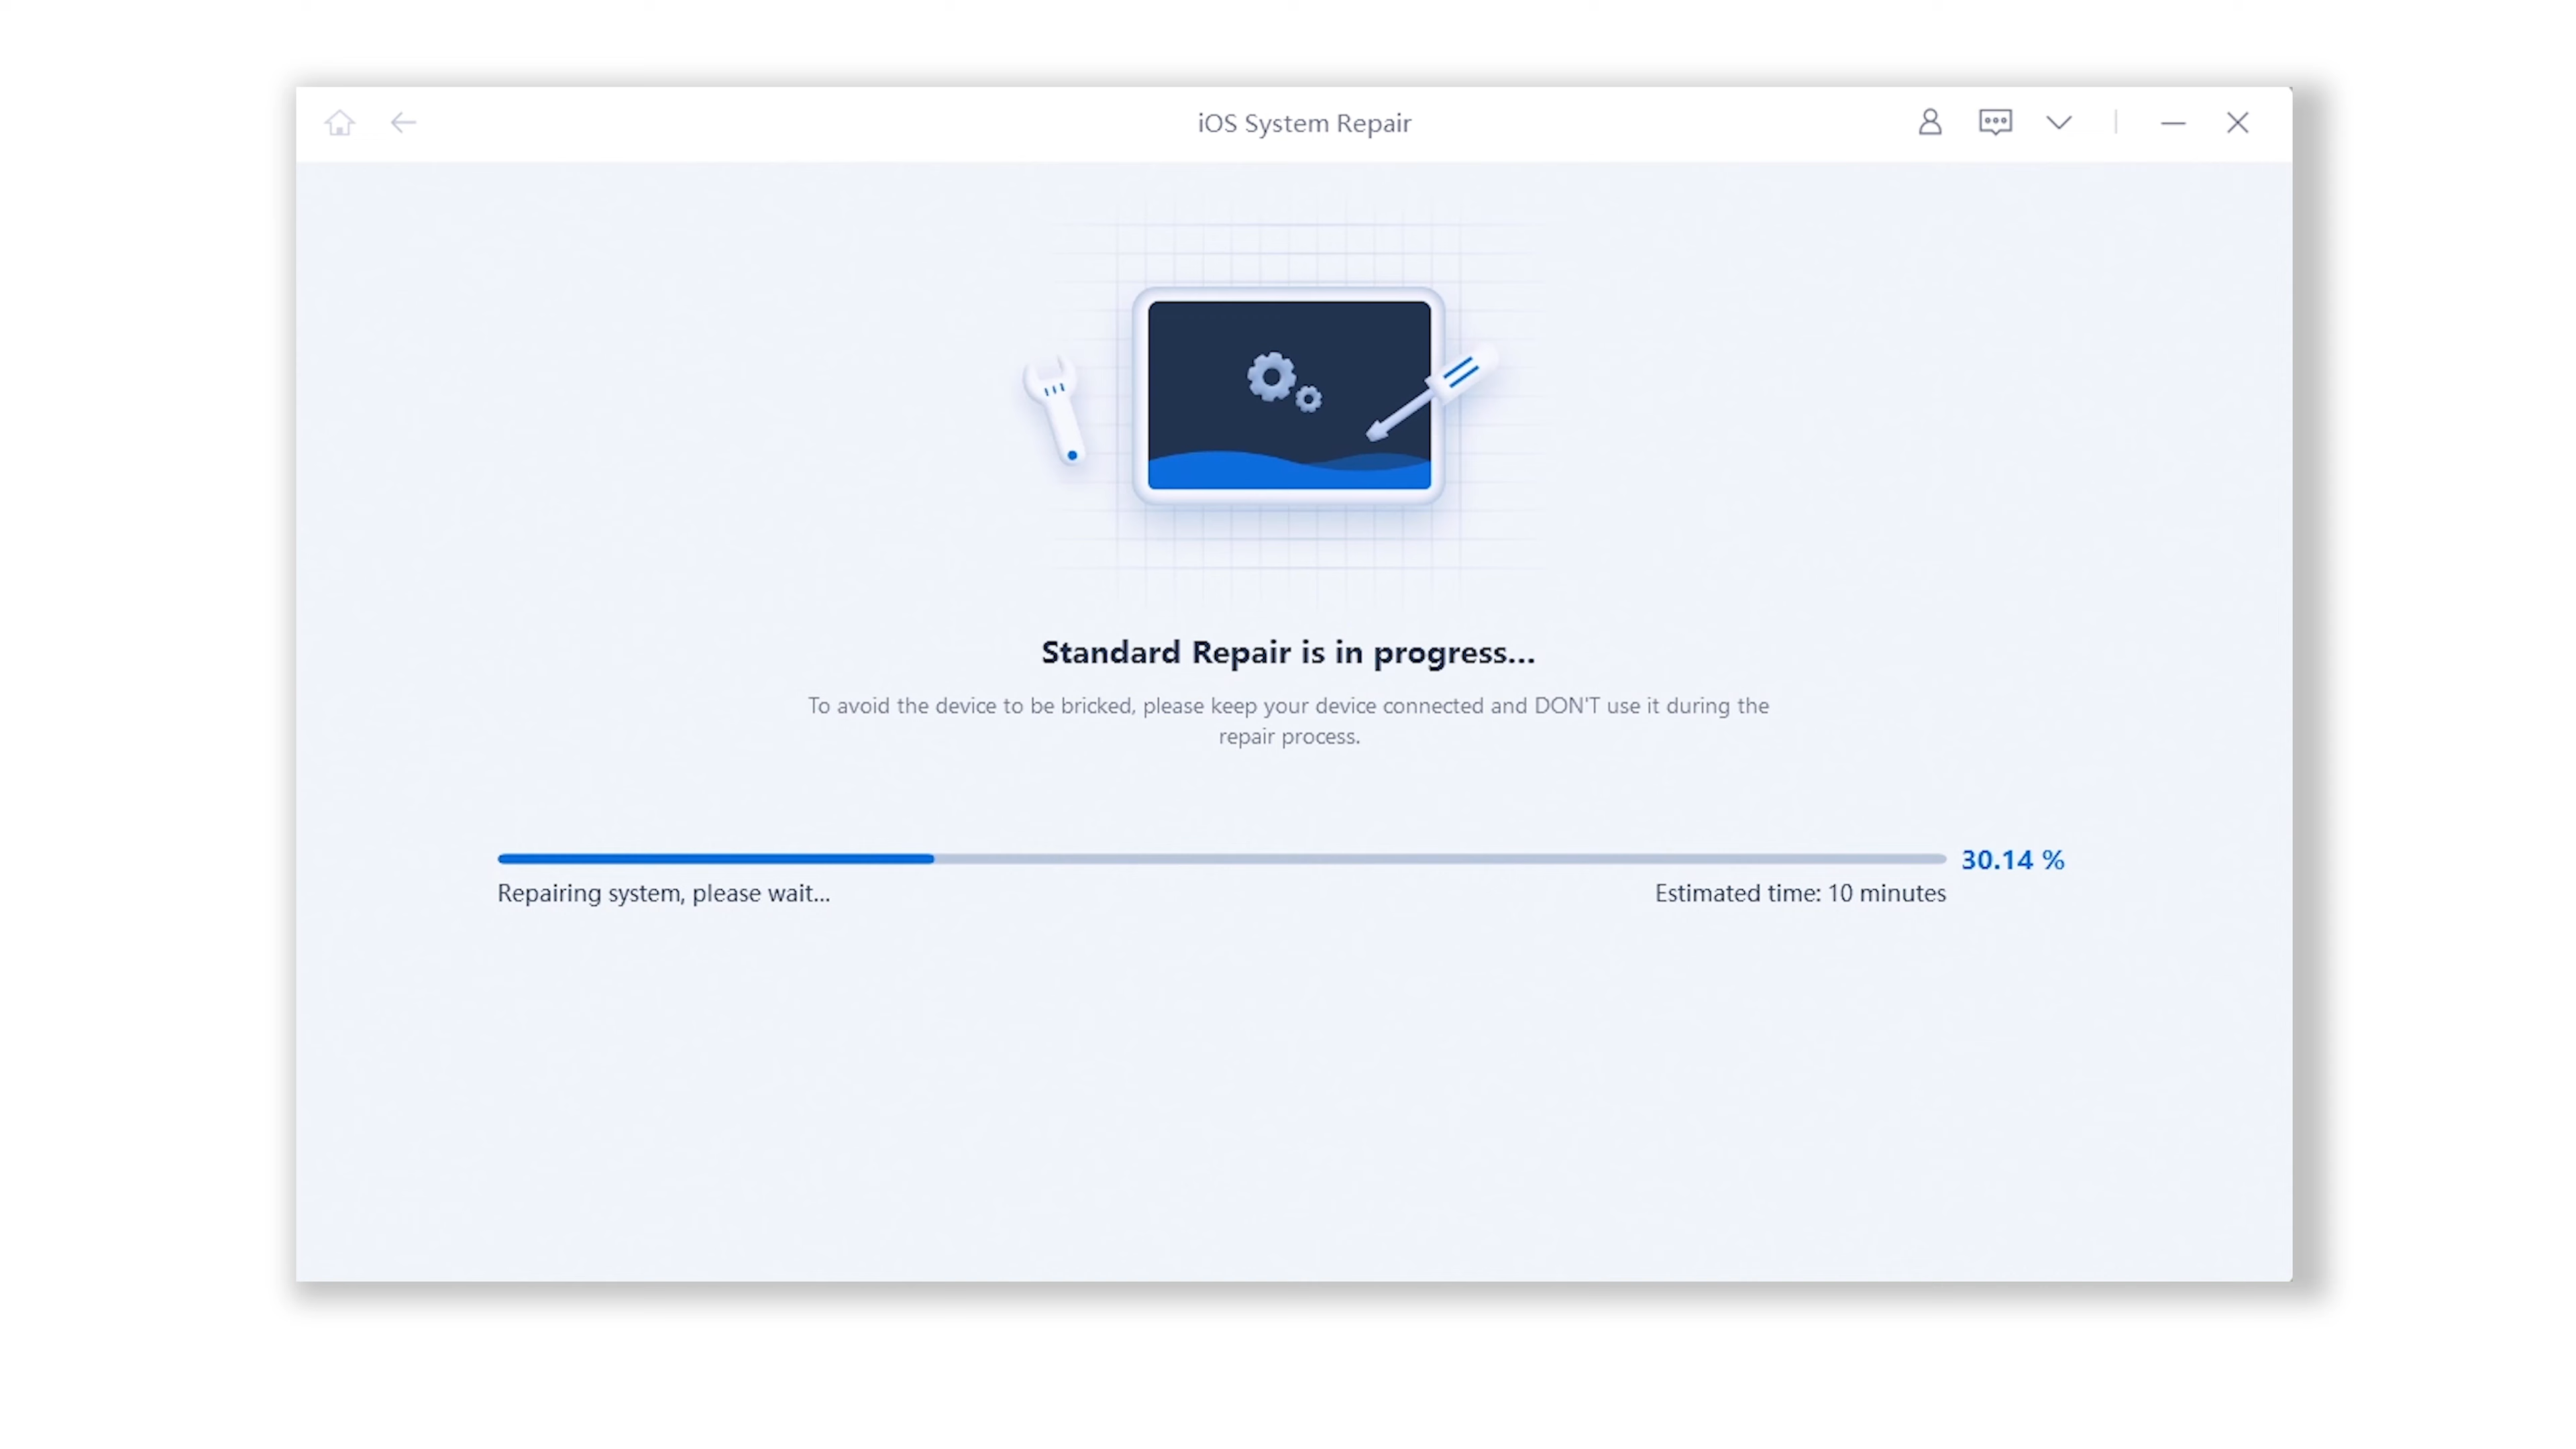 iOS System Repair
Standard Repair is in progress...
To avoid the device to be bricked, please keep your device connected and DON'T use it during the
repair process.
30.14 %
Repairing system, please wait...
Estimated time: 10 minutes